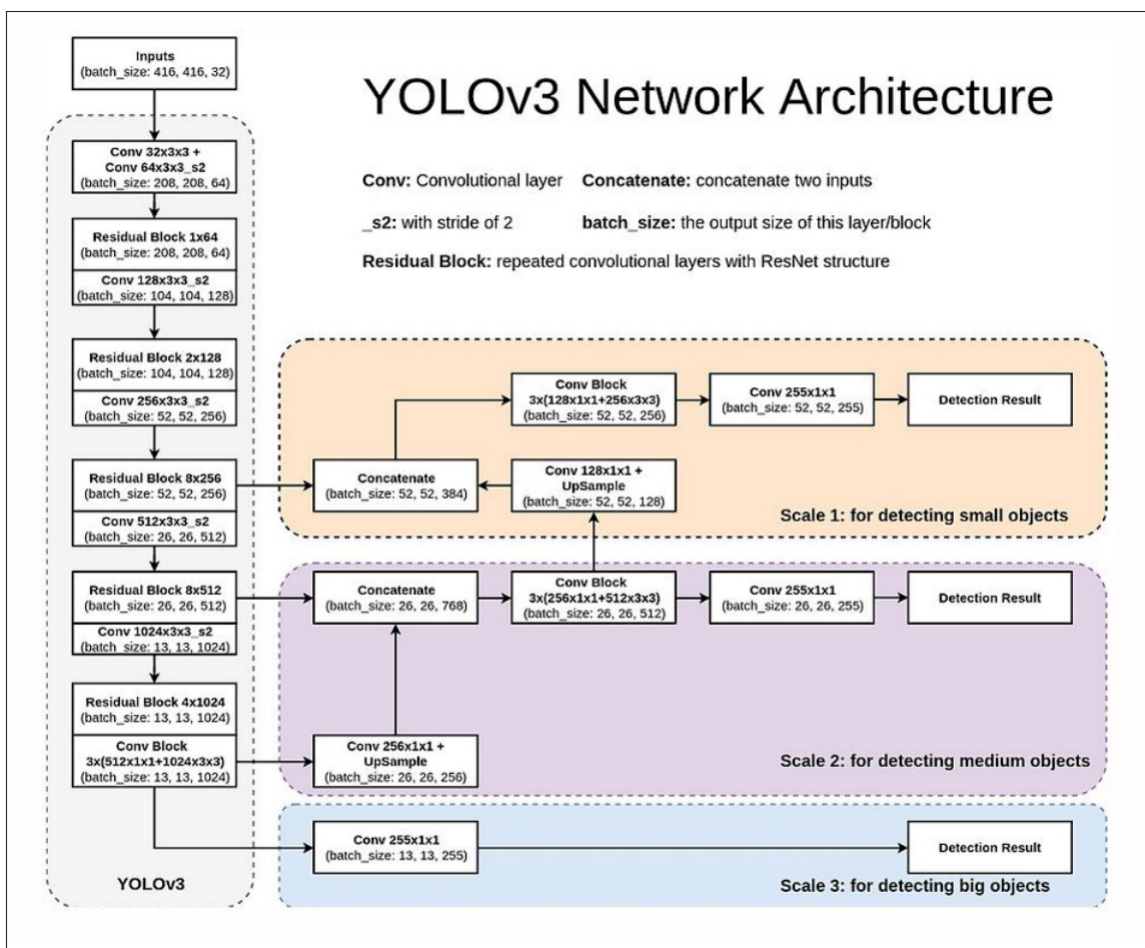 YOLOv3 Network Architecture
Conv: Convolutional layer
Concatenate: concatenate two inputs
_s2: with stride of 2
batch_size: the output size of this layer/block
Residual Block: repeated convolutional layers with ResNet structure
Inputs
(batch_size: 416, 416, 32)
Conv 32x3x3 +
Conv 64x3x3_s2
(batch_size: 208, 208, 64)
Residual Block 1x64
(batch_size: 208, 208, 64)
Conv 128x3x3_s2
(batch_size: 104, 104, 128)
Residual Block 2x128
(batch_size: 104, 104, 128)
Conv 256x3x3_s2
(batch_size: 52, 52, 256)
Residual Block 8x256
(batch_size: 52, 52, 256)
Conv 512x3x3_s2
(batch_size: 26, 26, 512)
Residual Block 8x512
(batch_size: 26, 26, 512)
Conv 1024x3x3_s2
(batch_size: 13, 13, 1024)
Residual Block 4x1024
(batch_size: 13, 13, 1024)
Conv Block
3x(512x1x1+1024x3x3)
(batch_size: 13, 13, 1024)
YOLOv3
Conv Block
3x(128x1x1+256x3x3)
(batch_size: 52, 52, 256)
Conv 255x1x1
(batch_size: 52, 52, 255)
Detection Result
Concatenate
(batch_size: 52, 52, 384)
Conv 128x1x1 +
UpSample
(batch_size: 52, 52, 128)
Scale 1: for detecting small objects
Concatenate
(batch_size: 26, 26, 768)
Conv Block
3x(256x1x1+512x3x3)
(batch_size: 26, 26, 512)
Conv 255x1x1
(batch_size: 26, 26, 255)
Detection Result
Conv 256x1x1 +
UpSample
(batch_size: 26, 26, 256)
Scale 2: for detecting medium objects
Conv 255x1x1
(batch_size: 13, 13, 255)
Detection Result
Scale 3: for detecting big objects